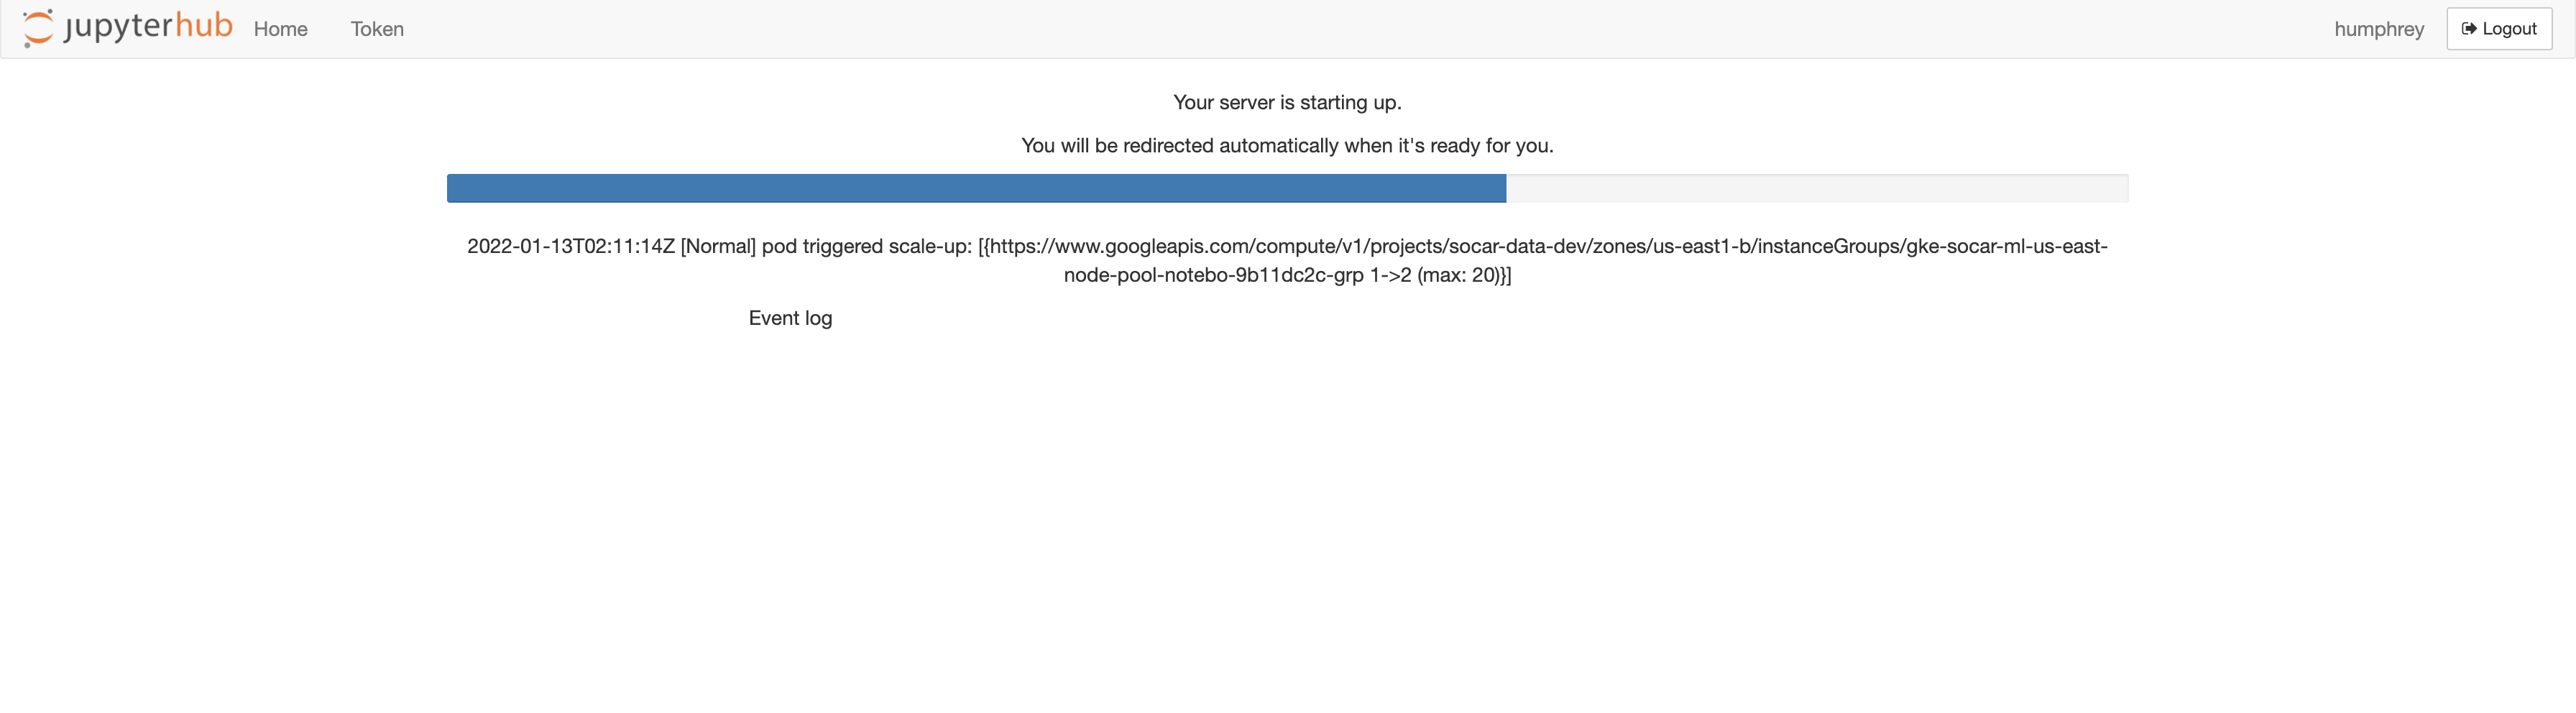 jupyterhub Home Token humphrey Logout
Your server is starting up.
You will be redirected automatically when it's ready for you.
2022-01-13T02:11:14Z [Normal] pod triggered scale-up: [{https://www.googleapis.com/compute/v1/projects/socar-data-dev/zones/us-east1-b/instanceGroups/gke-socar-ml-us-east-
node-pool-notebo-9b11dc2c-grp 1->2 (max: 20)}]
Event log